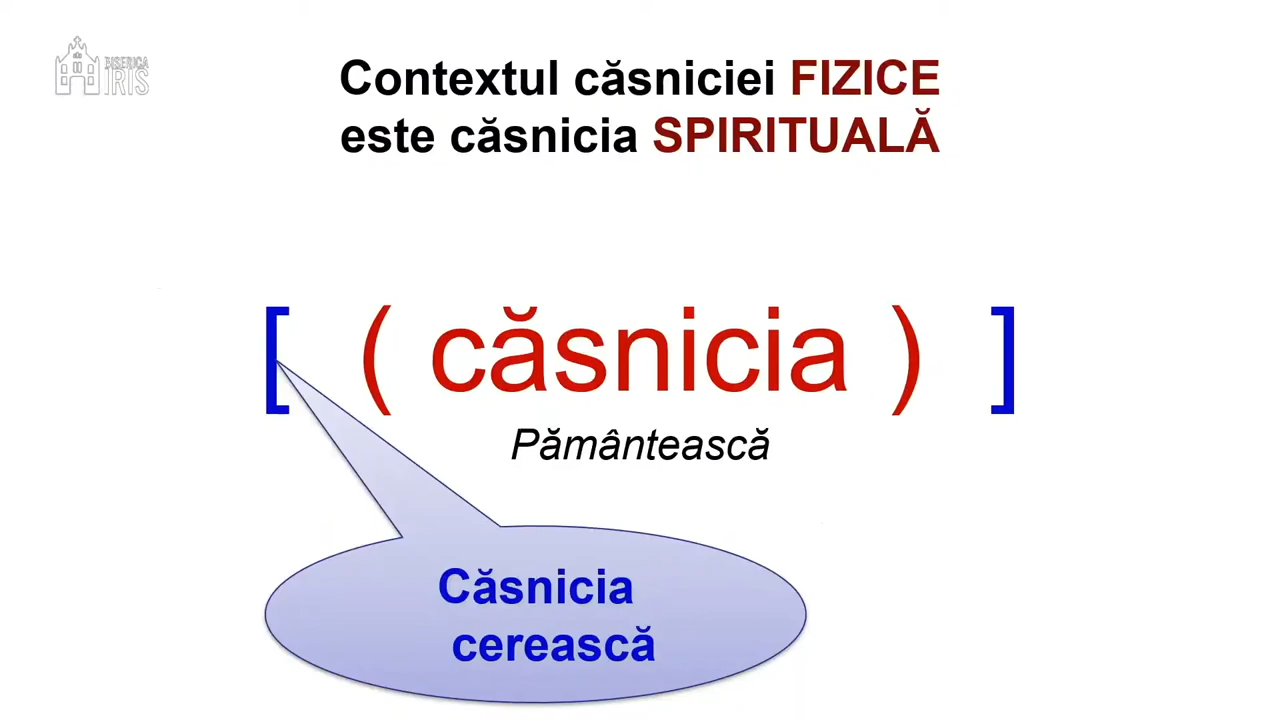 BISERICA
IRIS
Contextul căsniciei FIZICE
este căsnicia SPIRITUALĂ
[ ( căsnicia ) ]
Pământească
Căsnicia
cerească